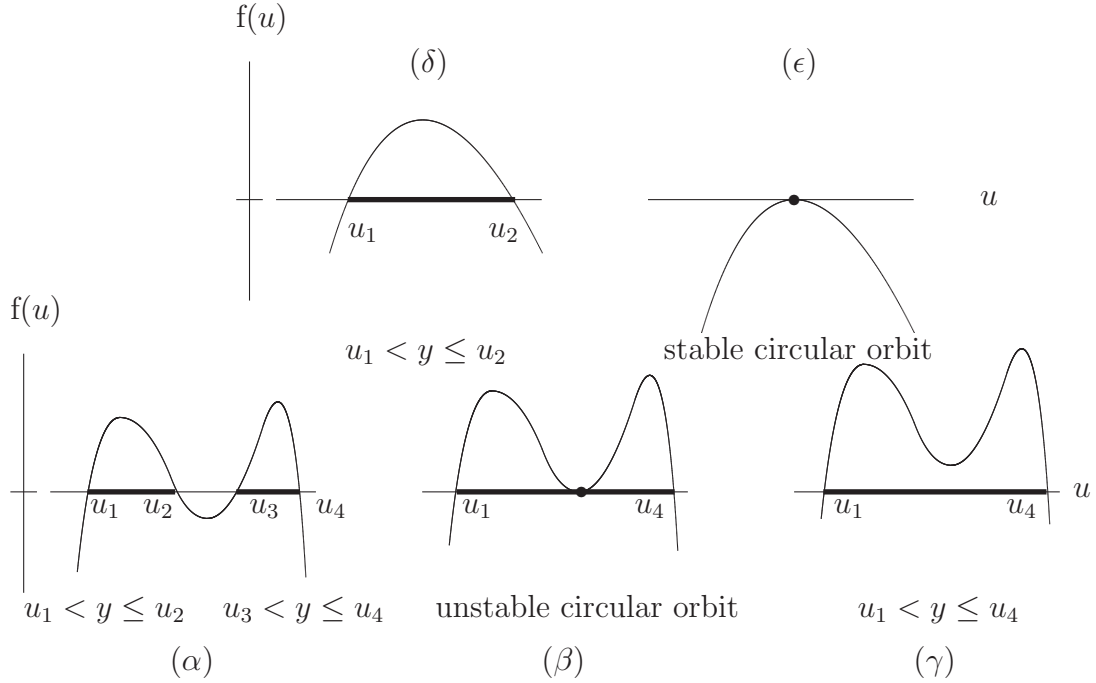 f(u)
(δ) (ϵ)
u
u₁ u₂
f(u)
u₁ < y ≤ u₂ stable circular orbit
u₁ u₂ u₃ u₄ u₁ u₄ u₁ u₄ u
u₁ < y ≤ u₂ u₃ < y ≤ u₄ unstable circular orbit u₁ < y ≤ u₄
(α) (β) (γ)